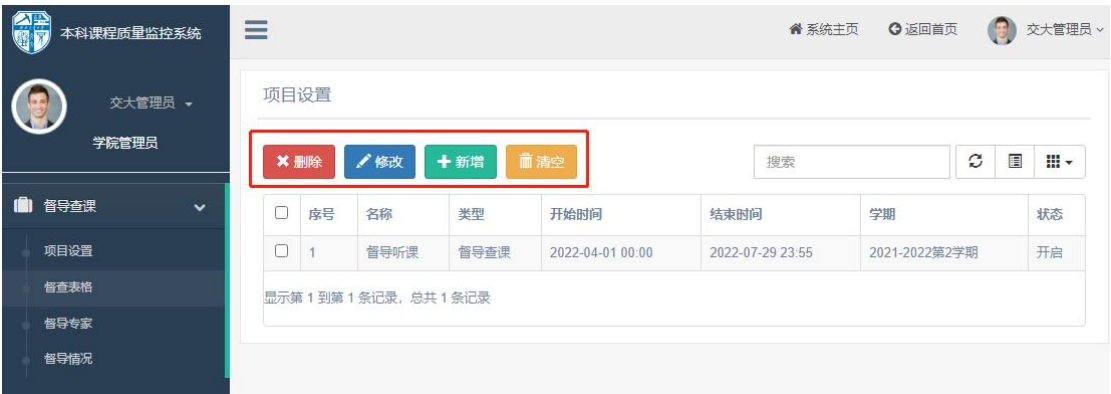 本科课程质量监控系统
系统主页 返回首页 交大管理员
交大管理员
学院管理员
督导查课
项目设置
督查表格
督导专家
督导情况
项目设置
删除 修改 新增 清空 搜索
序号 名称 类型 开始时间 结束时间 学期 状态
1 督导听课 督导查课 2022-04-01 00:00 2022-07-29 23:55 2021-2022第2学期 开启
显示第 1 到第 1 条记录，总共 1 条记录